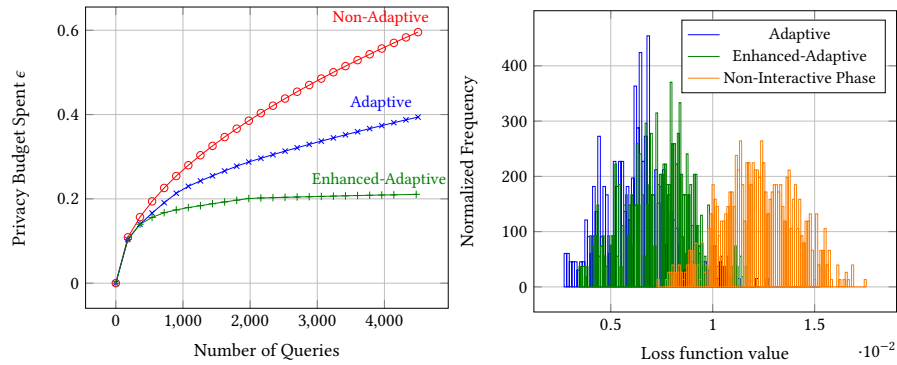 Non-Adaptive
Adaptive
Enhanced-Adaptive
0.6
0.4
0.2
0
0 1,000 2,000 3,000 4,000
Privacy Budget Spent ϵ
Number of Queries
Adaptive
Enhanced-Adaptive
Non-Interactive Phase
400
300
200
100
0
0.5 1 1.5
·10⁻²
Normalized Frequency
Loss function value